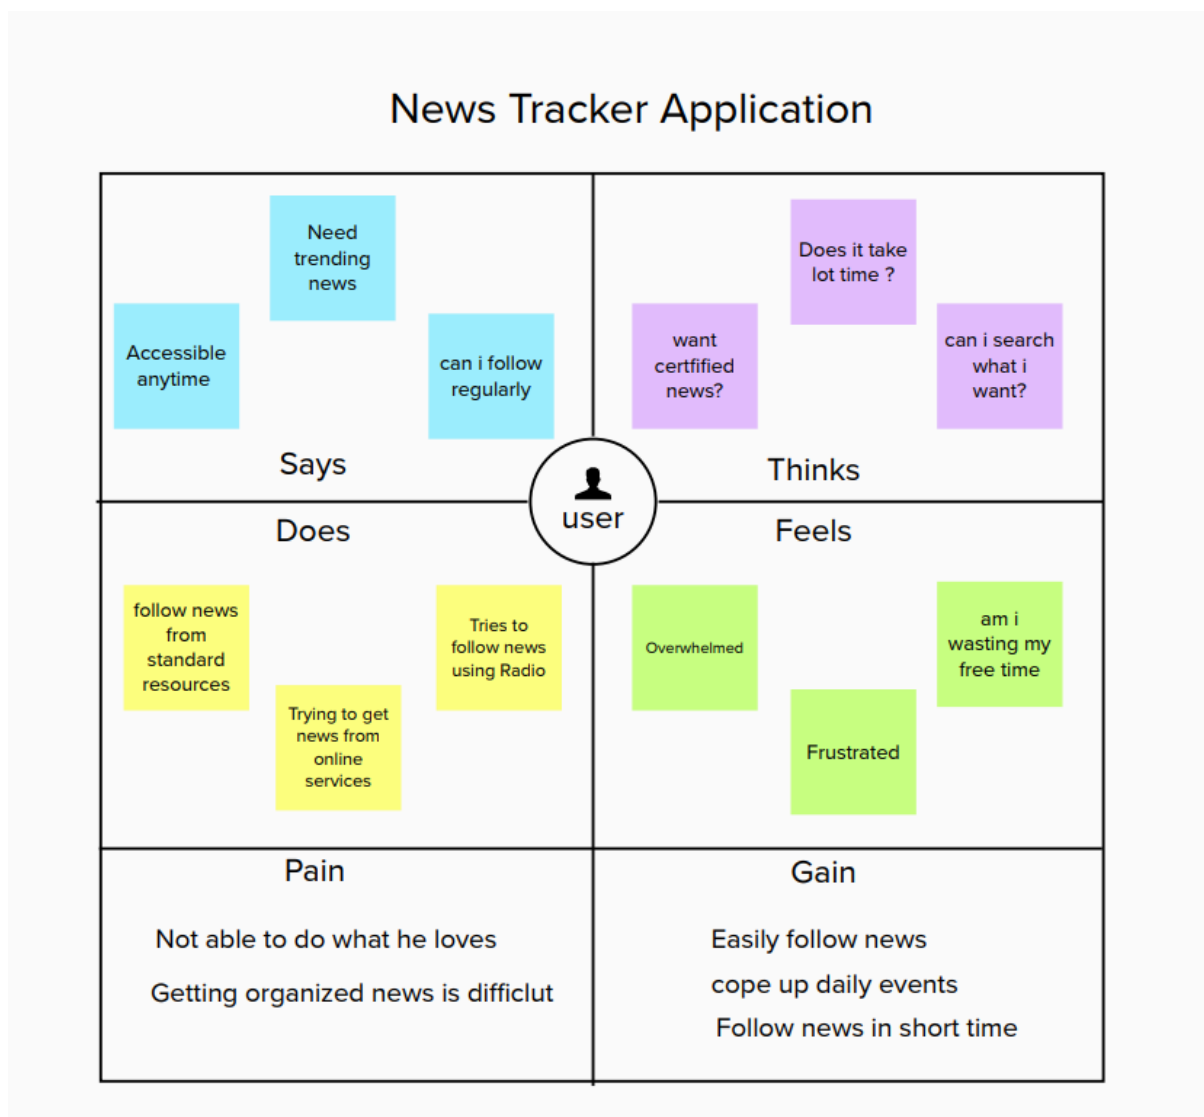 News Tracker Application
Need
trending
news
Accessible
anytime
can i follow
regularly
Says
Does it take
lot time ?
want
certfified
news?
can i search
what i
want?
Thinks
user
Does
follow news
from
standard
resources
Trying to get
news from
online
services
Tries to
follow news
using Radio
Feels
Overwhelmed
Frustrated
am i
wasting my
free time
Pain
Not able to do what he loves
Getting organized news is difficlut
Gain
Easily follow news
cope up daily events
Follow news in short time